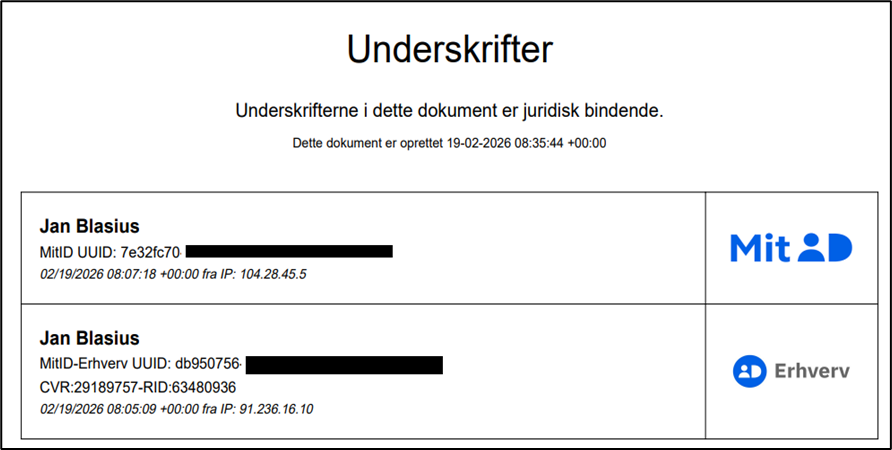 Underskrifter
Underskrifterne i dette dokument er juridisk bindende.
Dette dokument er oprettet 19-02-2026 08:35:44 +00:00
Jan Blasius
MitID UUID: 7e32fc70-
02/19/2026 08:07:18 +00:00 fra IP: 104.28.45.5
Mit ID
Jan Blasius
MitID-Erhverv UUID: db950756-
CVR:29189757-RID:63480936
02/19/2026 08:05:09 +00:00 fra IP: 91.236.16.10
Erhverv